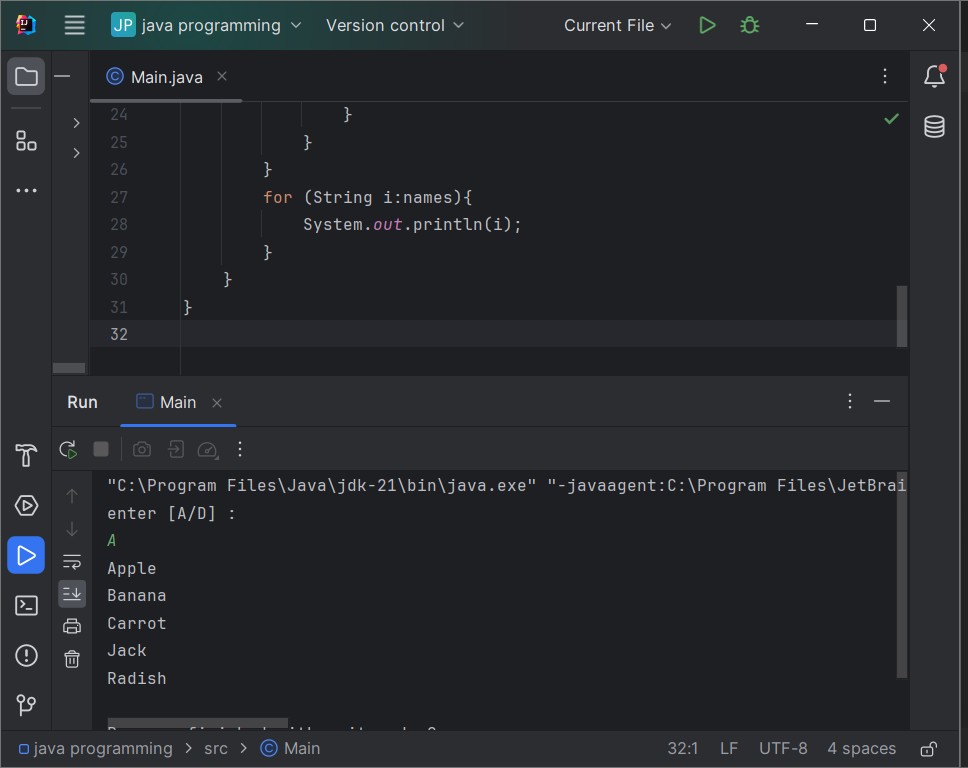 JP java programming Version control Current File
Main.java
24 }
25 }
26 }
27 for (String i:names){
28 System.out.println(i);
29 }
30 }
31 }
32
Run Main
"C:\Program Files\Java\jdk-21\bin\java.exe" "-javaagent:C:\Program Files\JetBrai
enter [A/D] :
A
Apple
Banana
Carrot
Jack
Radish
java programming > src > Main 32:1 LF UTF-8 4 spaces